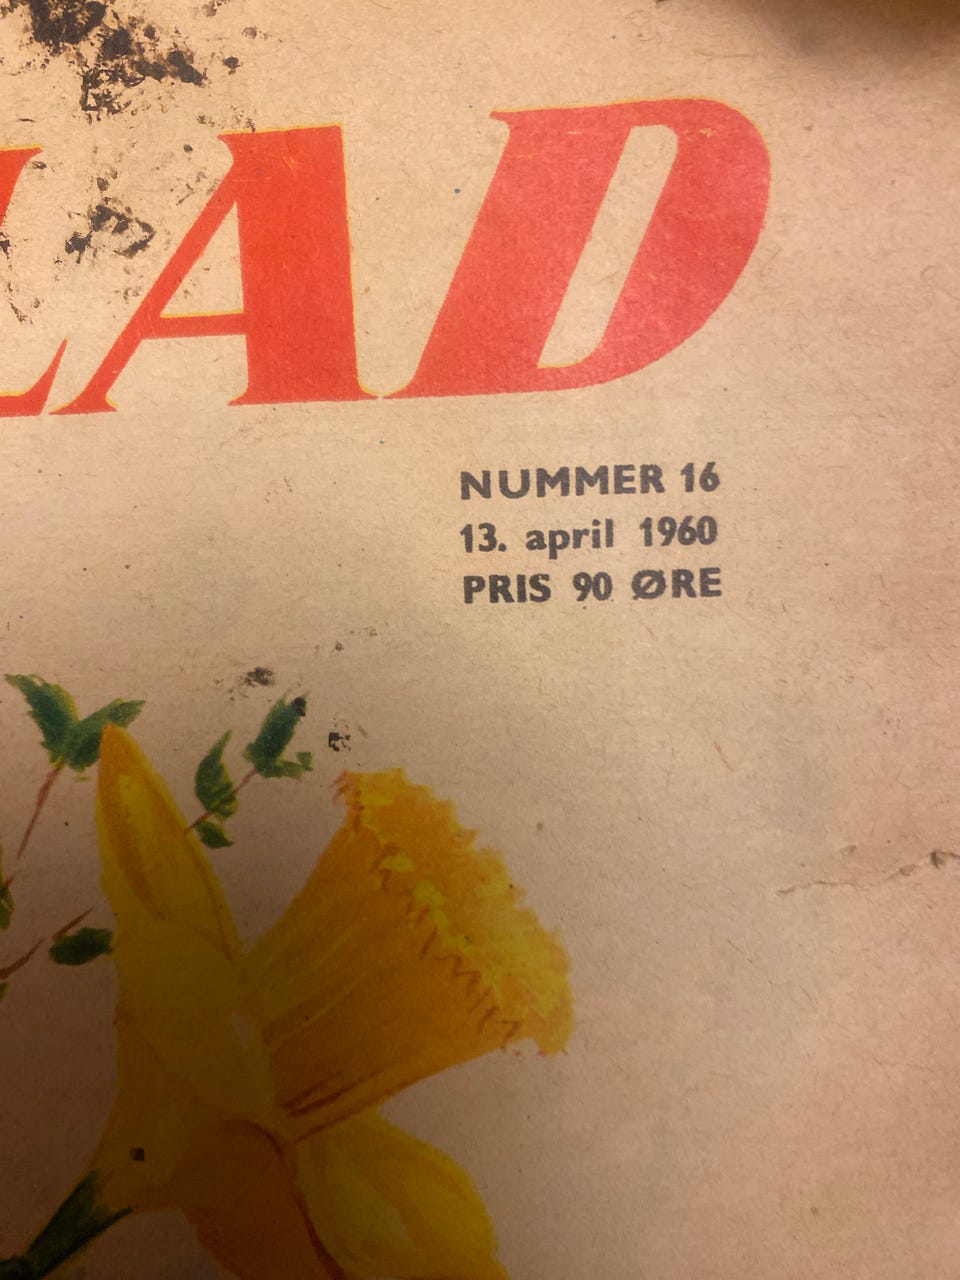 LAD
NUMMER 16
13. april 1960
PRIS 90 ØRE